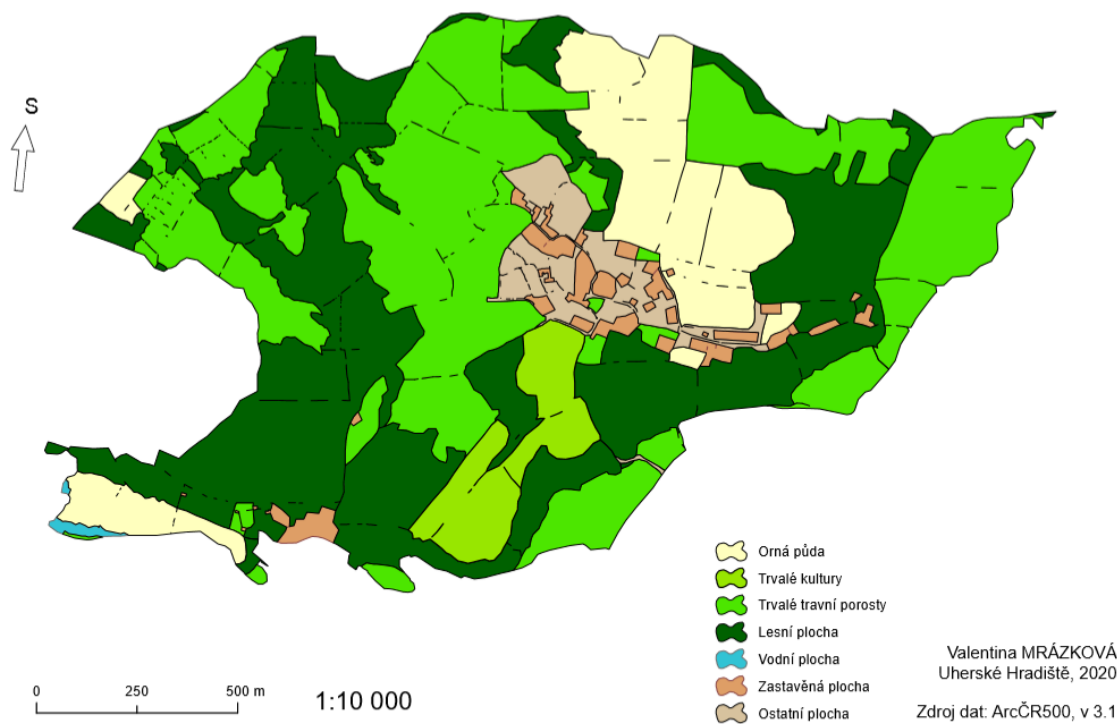 S
Orná půda
Trvalé kultury
Trvalé travní porosty
Lesní plocha
Vodní plocha
Zastavěná plocha
Ostatní plocha
0 250 500 m
1:10 000
Valentina MRÁZKOVÁ
Uherské Hradiště, 2020
Zdroj dat: ArcČR500, v 3.1